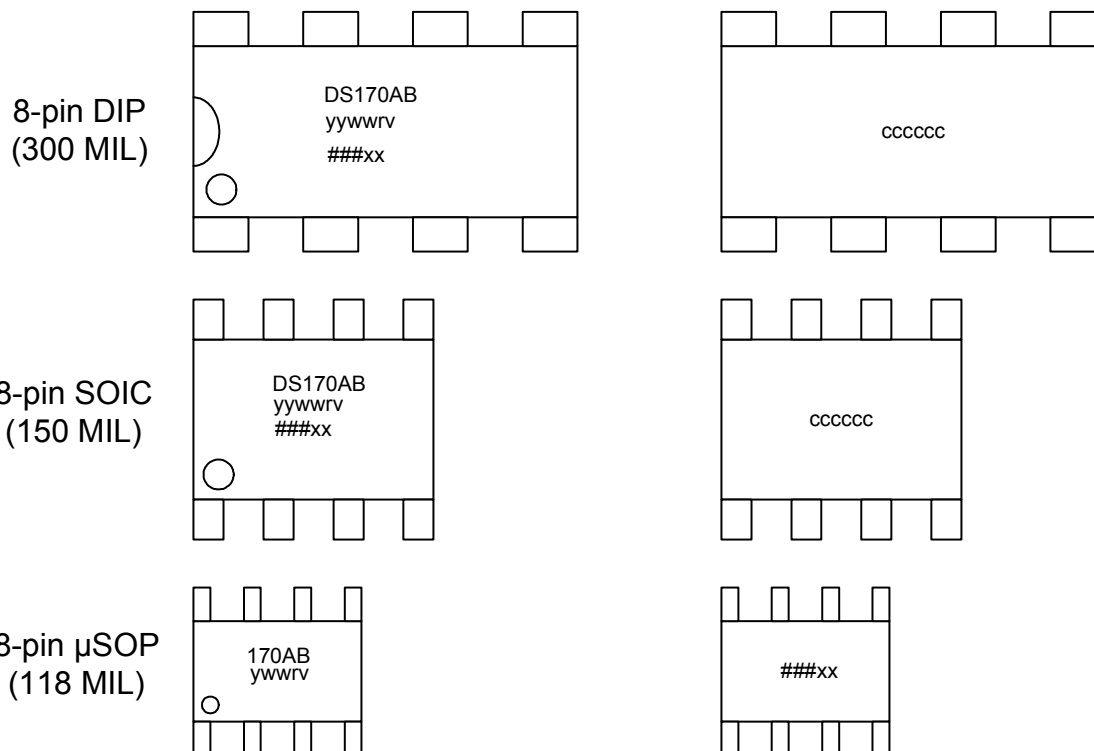 8-pin DIP
(300 MIL)
DS170AB
yywwrv
###xx
cccccc
8-pin SOIC
(150 MIL)
DS170AB
yywwrv
###xx
cccccc
8-pin µSOP
(118 MIL)
170AB
ywwrv
###xx